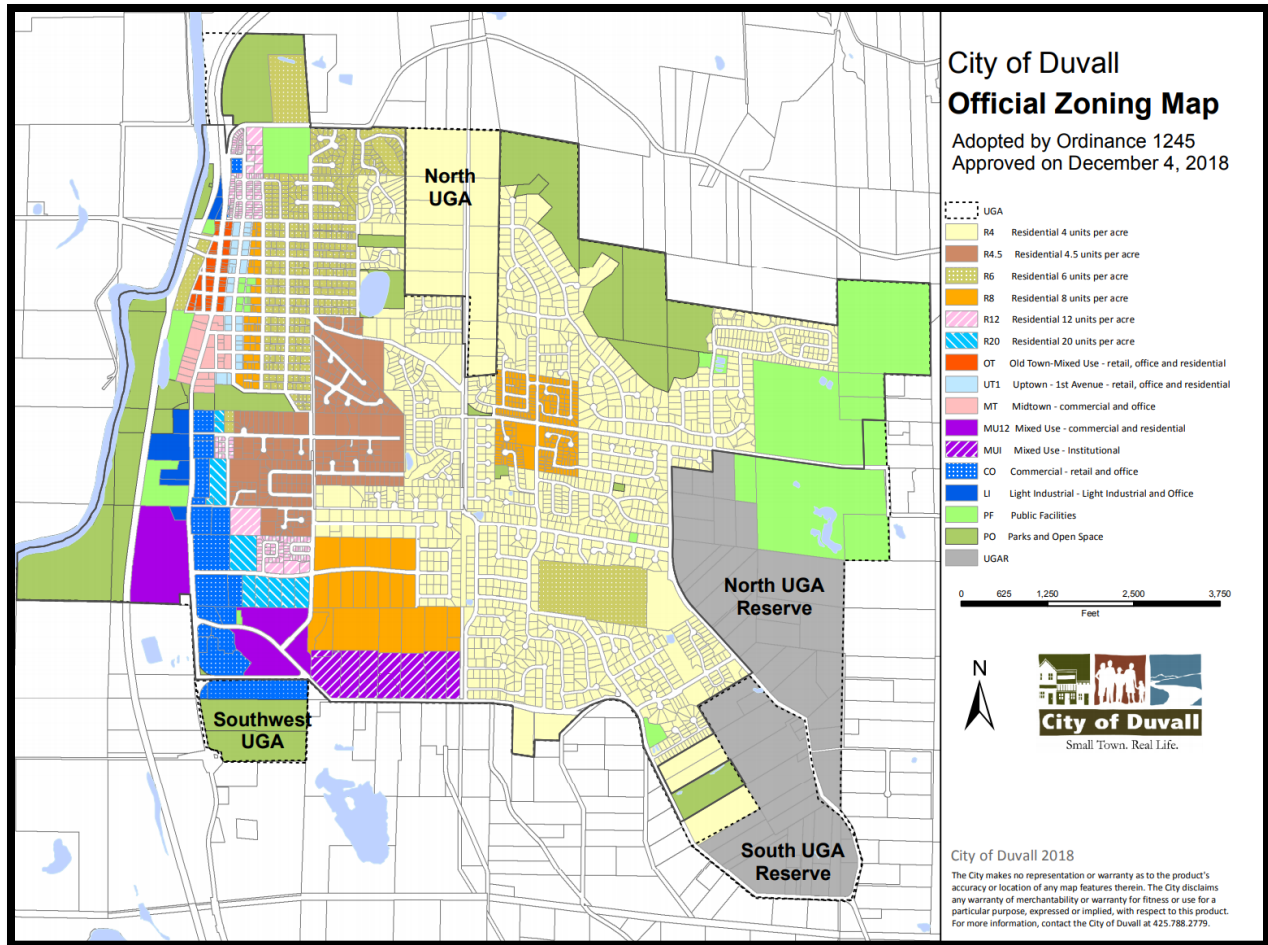 City of Duvall
Official Zoning Map
Adopted by Ordinance 1245
Approved on December 4, 2018
UGA
R4 Residential 4 units per acre
R4.5 Residential 4.5 units per acre
R6 Residential 6 units per acre
R8 Residential 8 units per acre
R12 Residential 12 units per acre
R20 Residential 20 units per acre
OT Old Town-Mixed Use - retail, office and residential
UT1 Uptown - 1st Avenue - retail, office and residential
MT Midtown - commercial and office
MU12 Mixed Use - commercial and residential
MUI Mixed Use - Institutional
CO Commercial - retail and office
LI Light Industrial - Light Industrial and Office
PF Public Facilities
PO Parks and Open Space
UGAR
0 625 1,250 2,500 3,750
Feet
N
City of Duvall
Small Town. Real Life.
City of Duvall 2018
The City makes no representation or warranty as to the product's
accuracy or location of any map features therein. The City disclaims
any warranty of merchantability or warranty for fitness or use for a
particular purpose, expressed or implied, with respect to this product.
For more information, contact the City of Duvall at 425.788.2779.
North
UGA
North UGA
Reserve
Southwest
UGA
South UGA
Reserve